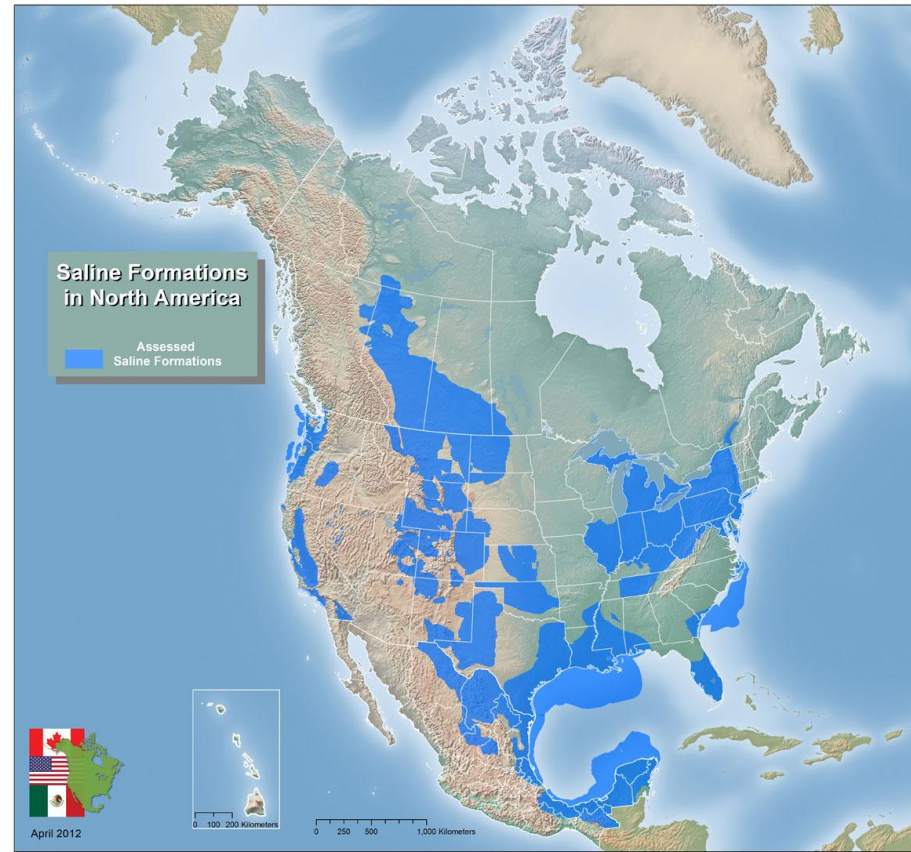 Saline Formations
in North America
Assessed
Saline Formations
April 2012
0 100 200 Kilometers
0 250 500 1,000 Kilometers